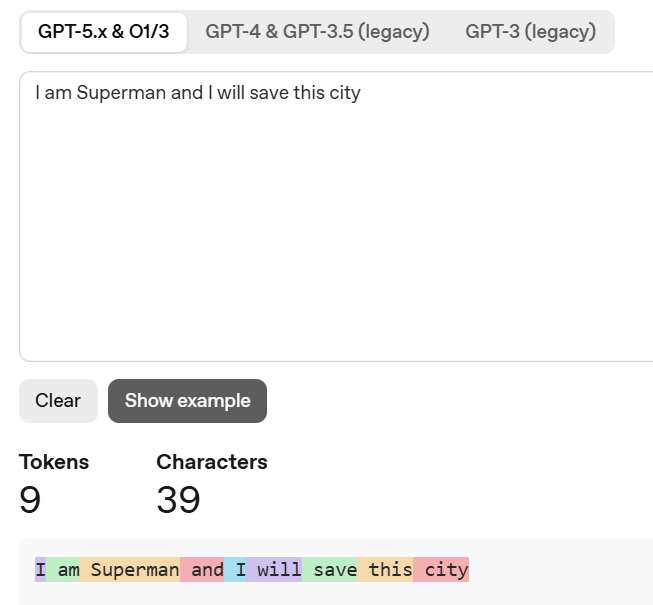 GPT-5.x & O1/3 GPT-4 & GPT-3.5 (legacy) GPT-3 (legacy)
I am Superman and I will save this city
Clear Show example
Tokens Characters
9 39
I am Superman and I will save this city